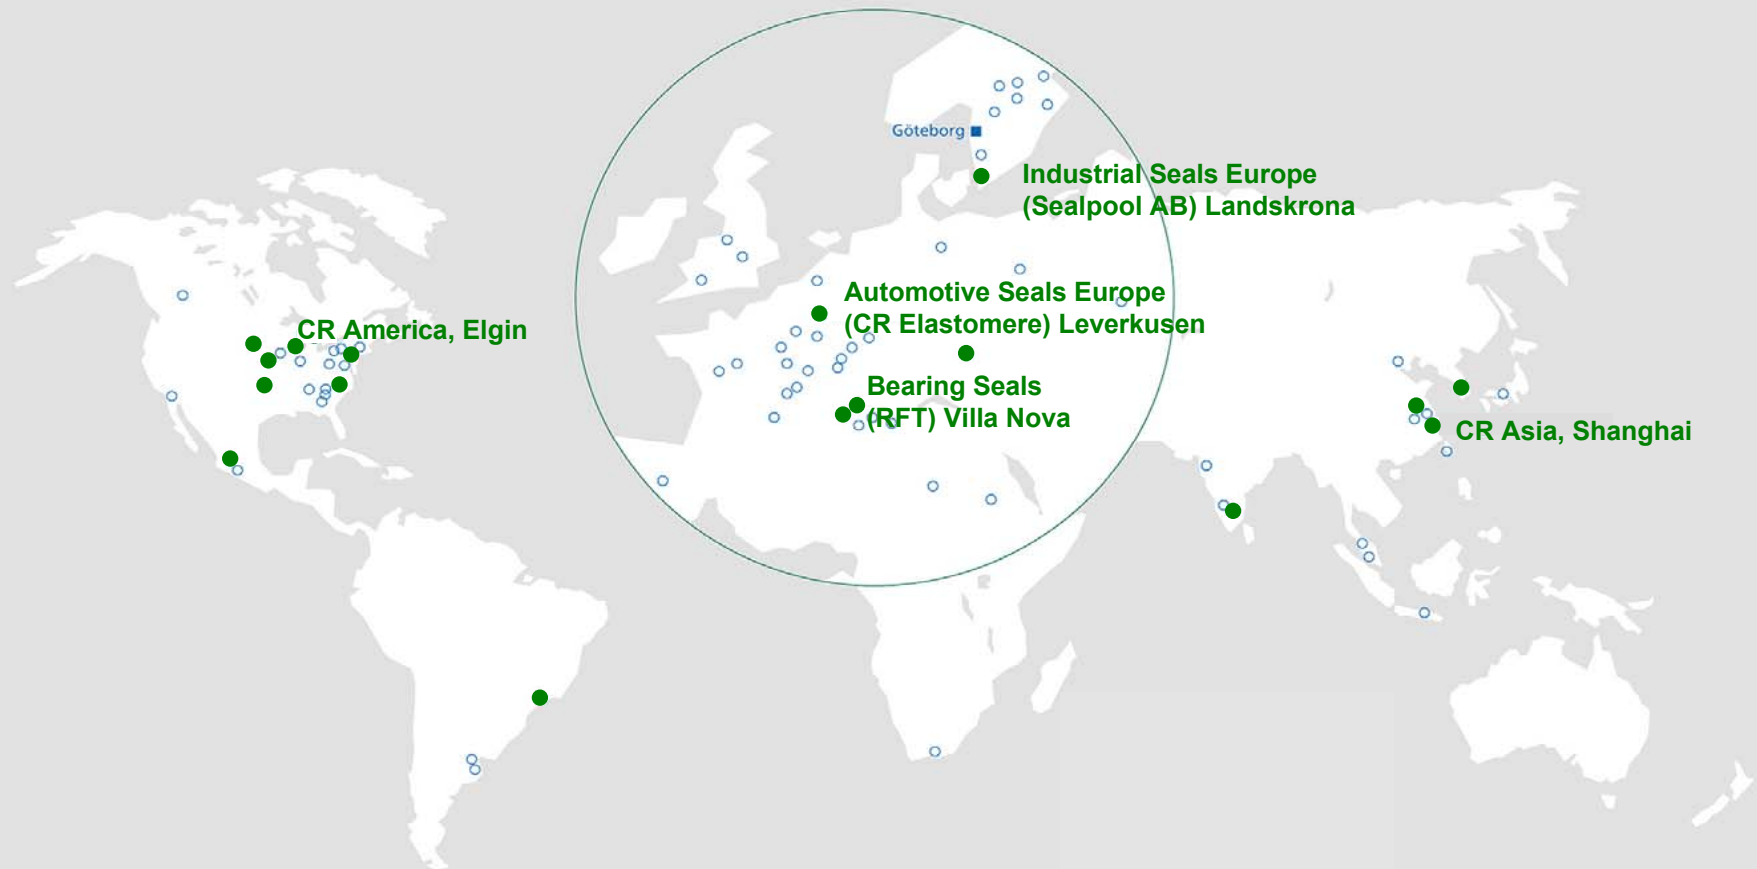 Göteborg
Industrial Seals Europe
(Sealpool AB) Landskrona
Automotive Seals Europe
(CR Elastomere) Leverkusen
CR America, Elgin
Bearing Seals
(RFT) Villa Nova
CR Asia, Shanghai